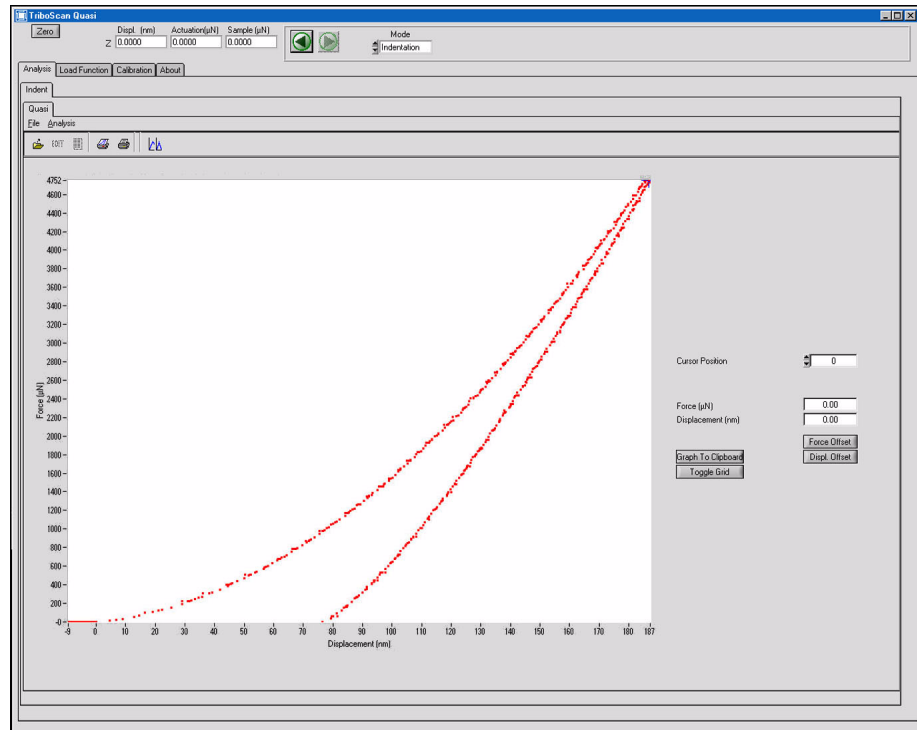 TriboScan Quasi
Zero
Displ. (nm) Actuation(µN) Sample (µN)
Z 0.0000 0.0000 0.0000
Mode
Indentation
Analysis Load Function Calibration About
Indent
Quasi
File Analysis
EDIT
4752
4600
4400
4200
4000
3800
3600
3400
3200
3000
2800
2600
2400
2200
2000
1800
1600
1400
1200
1000
800
600
400
200
-0
Force (µN)
-9 0 10 20 30 40 50 60 70 80 90 100 110 120 130 140 150 160 170 180 187
Displacement (nm)
Cursor Position 0
Force (µN) 0.00
Displacement (nm) 0.00
Force Offset
Graph To Clipboard Displ. Offset
Toggle Grid